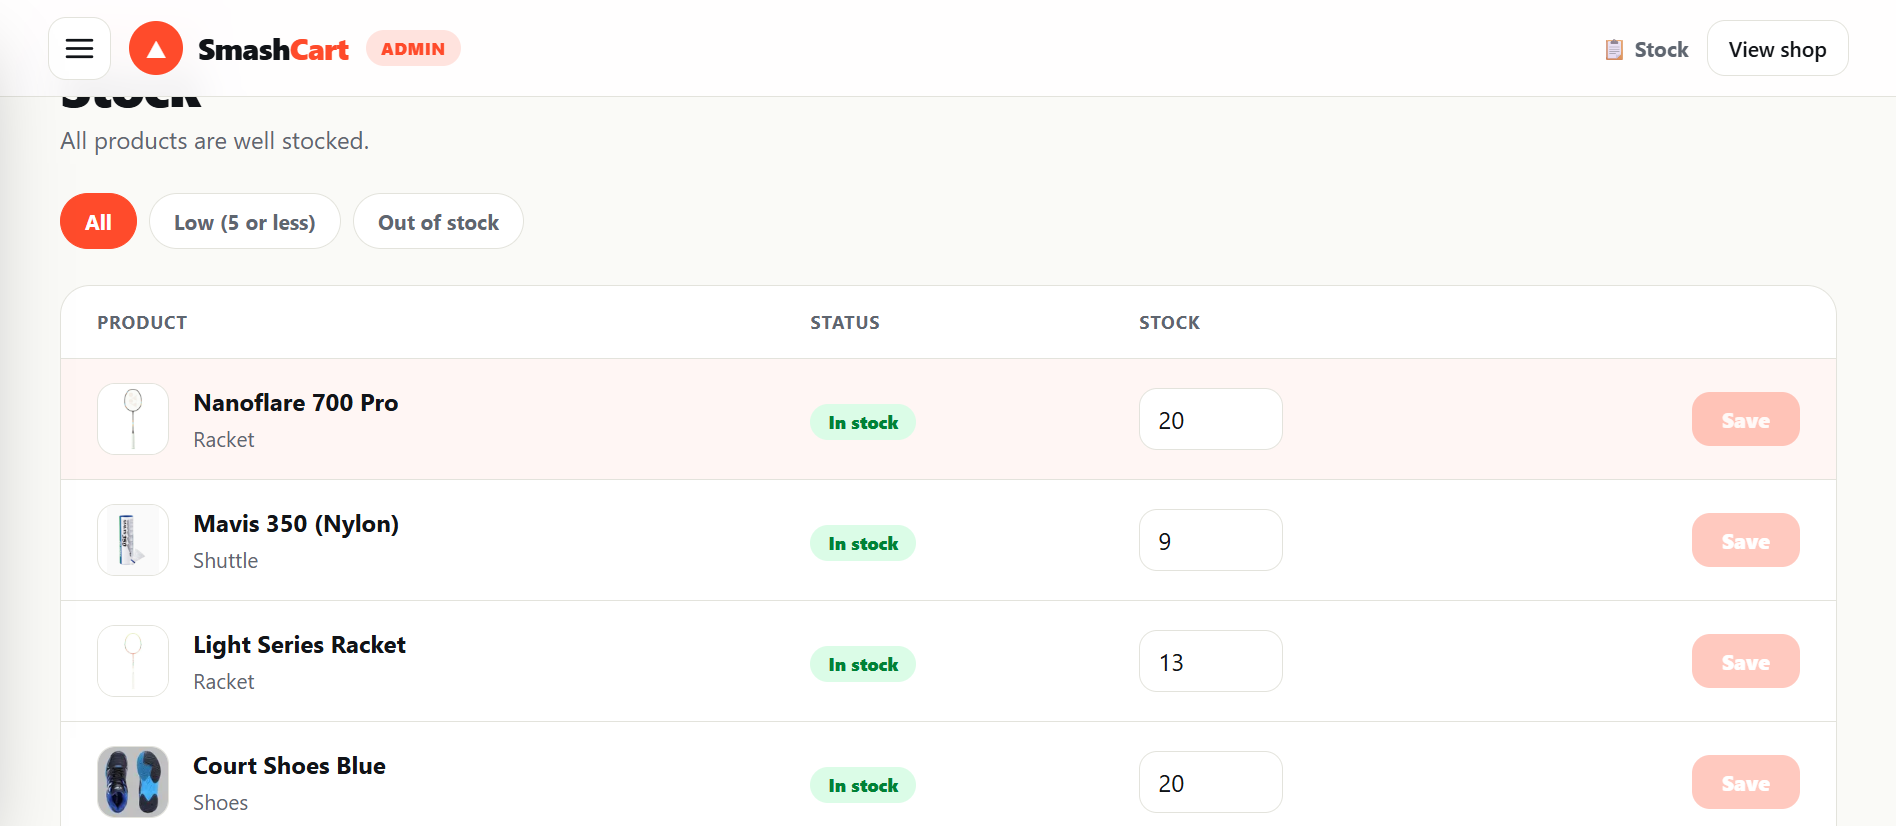 SmashCart ADMIN
📋 Stock
View shop
Stock
All products are well stocked.
All
Low (5 or less)
Out of stock
PRODUCT STATUS STOCK
Nanoflare 700 Pro
Racket
In stock
20
Save
Mavis 350 (Nylon)
Shuttle
In stock
9
Save
Light Series Racket
Racket
In stock
13
Save
Court Shoes Blue
Shoes
In stock
20
Save